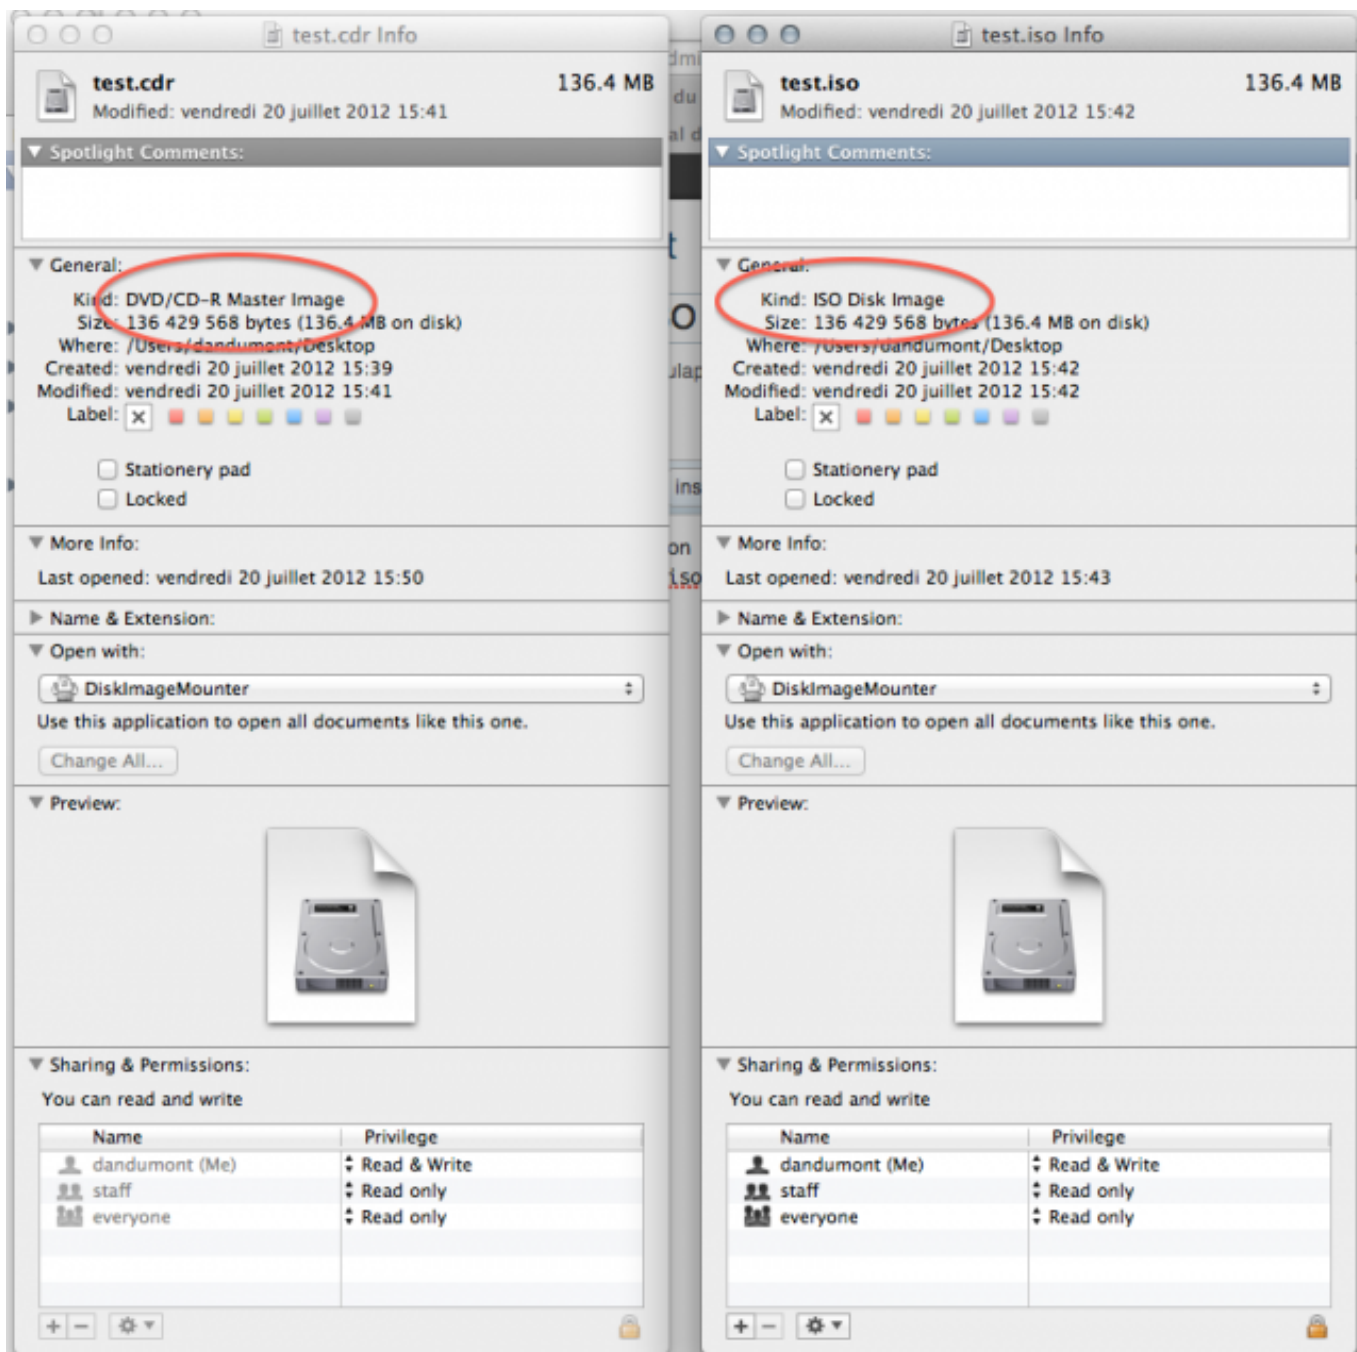 test.cdr Info
test.cdr
136.4 MB
Modified: vendredi 20 juillet 2012 15:41
Spotlight Comments:
General:
Kind: DVD/CD-R Master Image
Size: 136 429 568 bytes (136.4 MB on disk)
Where: /Users/dandumont/Desktop
Created: vendredi 20 juillet 2012 15:39
Modified: vendredi 20 juillet 2012 15:41
Label:
Stationery pad
Locked
More Info:
Last opened: vendredi 20 juillet 2012 15:50
Name & Extension:
Open with:
DiskImageMounter
Use this application to open all documents like this one.
Change All...
Preview:
Sharing & Permissions:
You can read and write
Name Privilege
dandumont (Me) Read & Write
staff Read only
everyone Read only
du
ins
on
iso
test.iso Info
test.iso
136.4 MB
Modified: vendredi 20 juillet 2012 15:42
Spotlight Comments:
General:
Kind: ISO Disk Image
Size: 136 429 568 bytes (136.4 MB on disk)
Where: /Users/dandumont/Desktop
Created: vendredi 20 juillet 2012 15:42
Modified: vendredi 20 juillet 2012 15:42
Label:
Stationery pad
Locked
More Info:
Last opened: vendredi 20 juillet 2012 15:43
Name & Extension:
Open with:
DiskImageMounter
Use this application to open all documents like this one.
Change All...
Preview:
Sharing & Permissions:
You can read and write
Name Privilege
dandumont (Me) Read & Write
staff Read only
everyone Read only